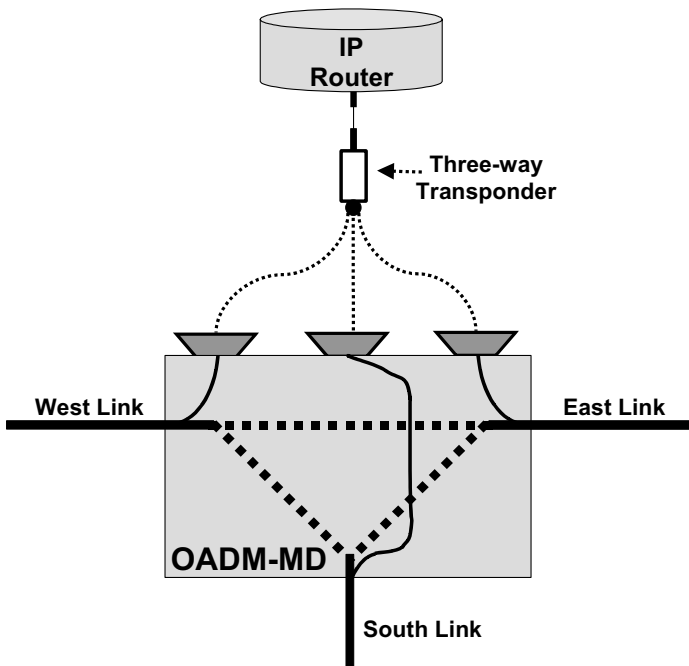 IP
Router
Three-way
Transponder
West Link
East Link
OADM-MD
South Link